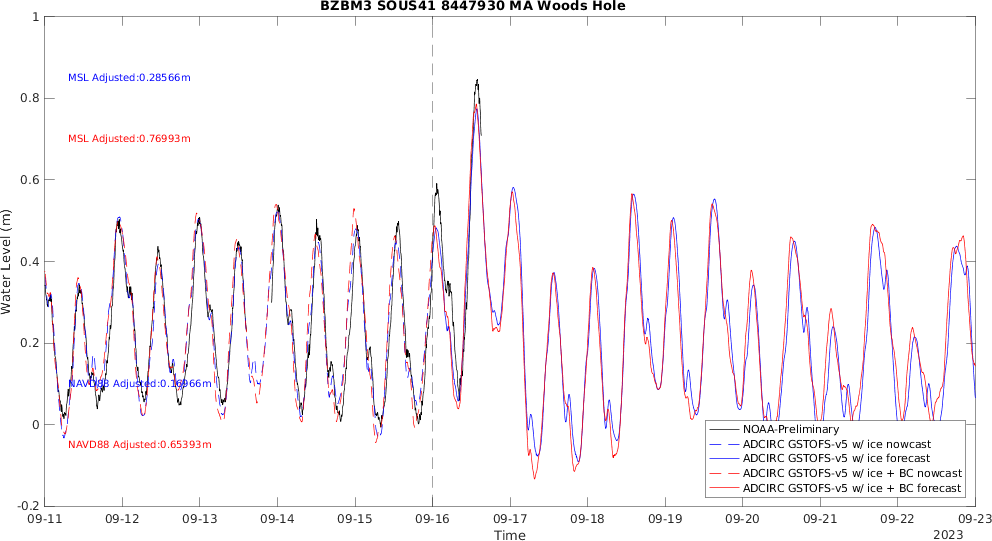 BZBM3 SOUS41 8447930 MA Woods Hole
1
0.8
0.6
0.4
0.2
0
-0.2
Water Level (m)
MSL Adjusted:0.28566m
MSL Adjusted:0.76993m
NAVD88 Adjusted:0.16966m
NAVD88 Adjusted:0.65393m
NOAA-Preliminary
ADCIRC GSTOFS-v5 w/ ice nowcast
ADCIRC GSTOFS-v5 w/ ice forecast
ADCIRC GSTOFS-v5 w/ ice + BC nowcast
ADCIRC GSTOFS-v5 w/ ice + BC forecast
09-11 09-12 09-13 09-14 09-15 09-16 09-17 09-18 09-19 09-20 09-21 09-22 09-23
Time
2023